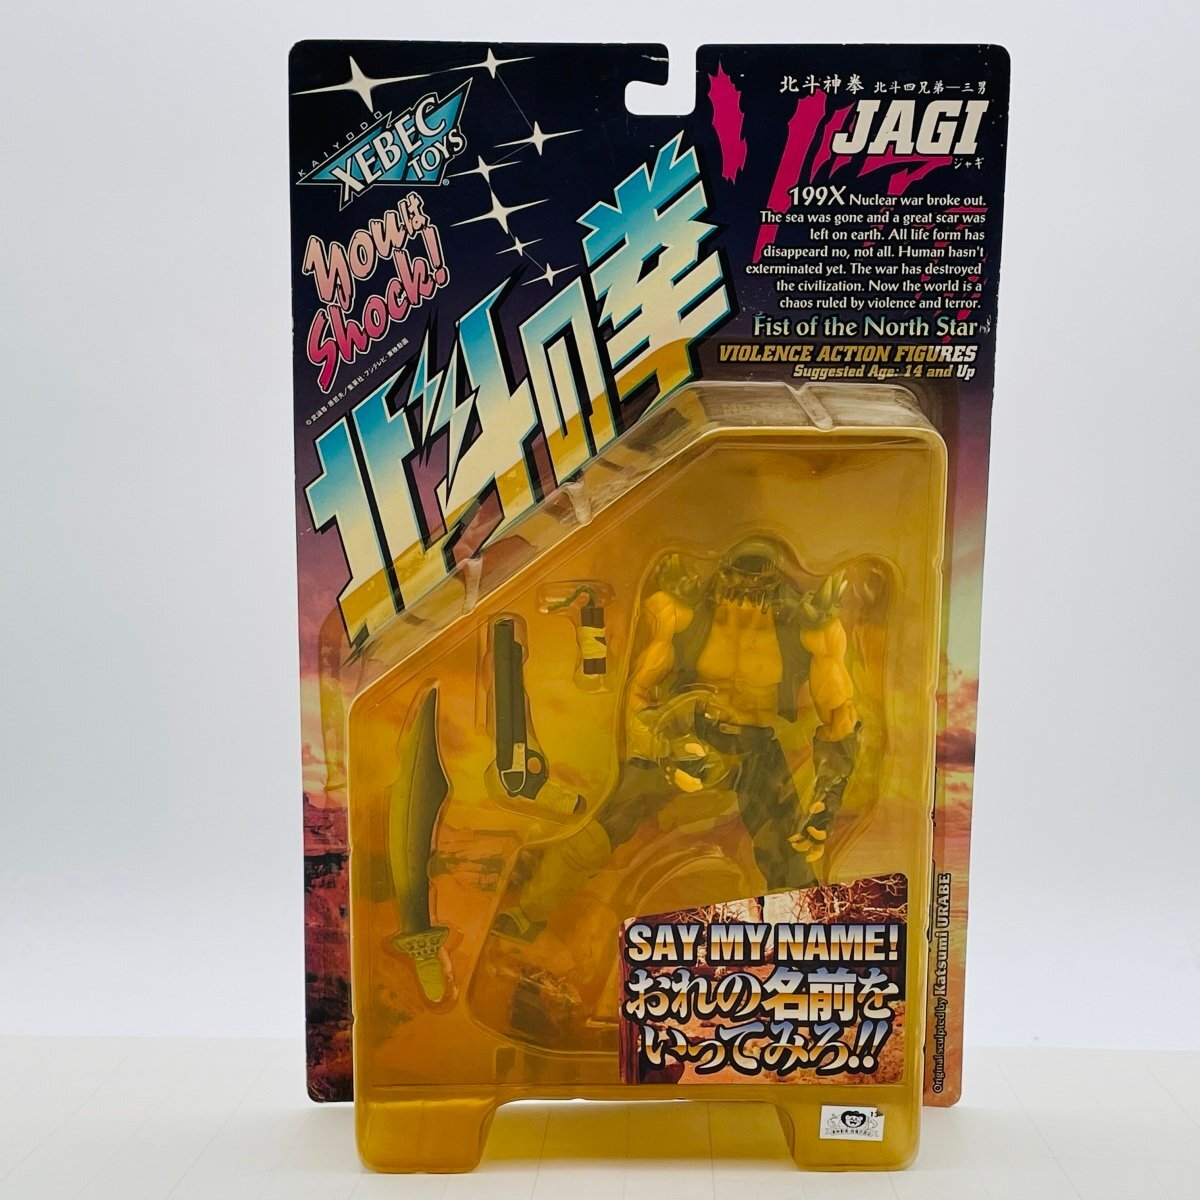 KAIYODO
XEBEC
TOYS
Youは
Shock!
北斗の拳
北斗神拳 北斗四兄弟—三男
JAGI
ジャギ
199X Nuclear war broke out.
The sea was gone and a great scar was
left on earth. All life form has
disappeard no, not all. Human hasn't
exterminated yet. The war has destroyed
the civilization. Now the world is a
chaos ruled by violence and terror.
Fist of the North Star
VIOLENCE ACTION FIGURES
Suggested Age: 14 and Up
SAY MY NAME!
おれの名前を
いってみろ!!
Original sculpted by Katsumi URABE